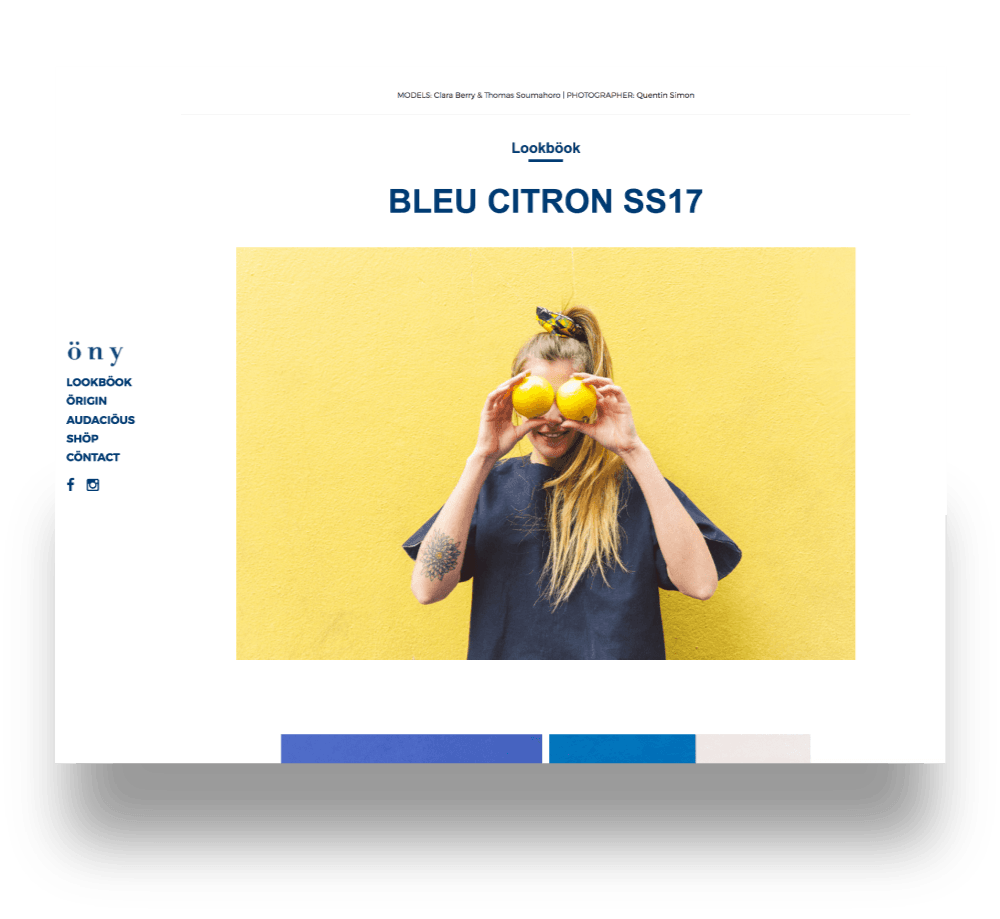 MODELS: Clara Berry & Thomas Soumahoro | PHOTOGRAPHER: Quentin Simon
Lookböok
BLEU CITRON SS17
öny
LOOKBÖOK
ÖRIGIN
AUDACIÖUS
SHÖP
CÖNTACT